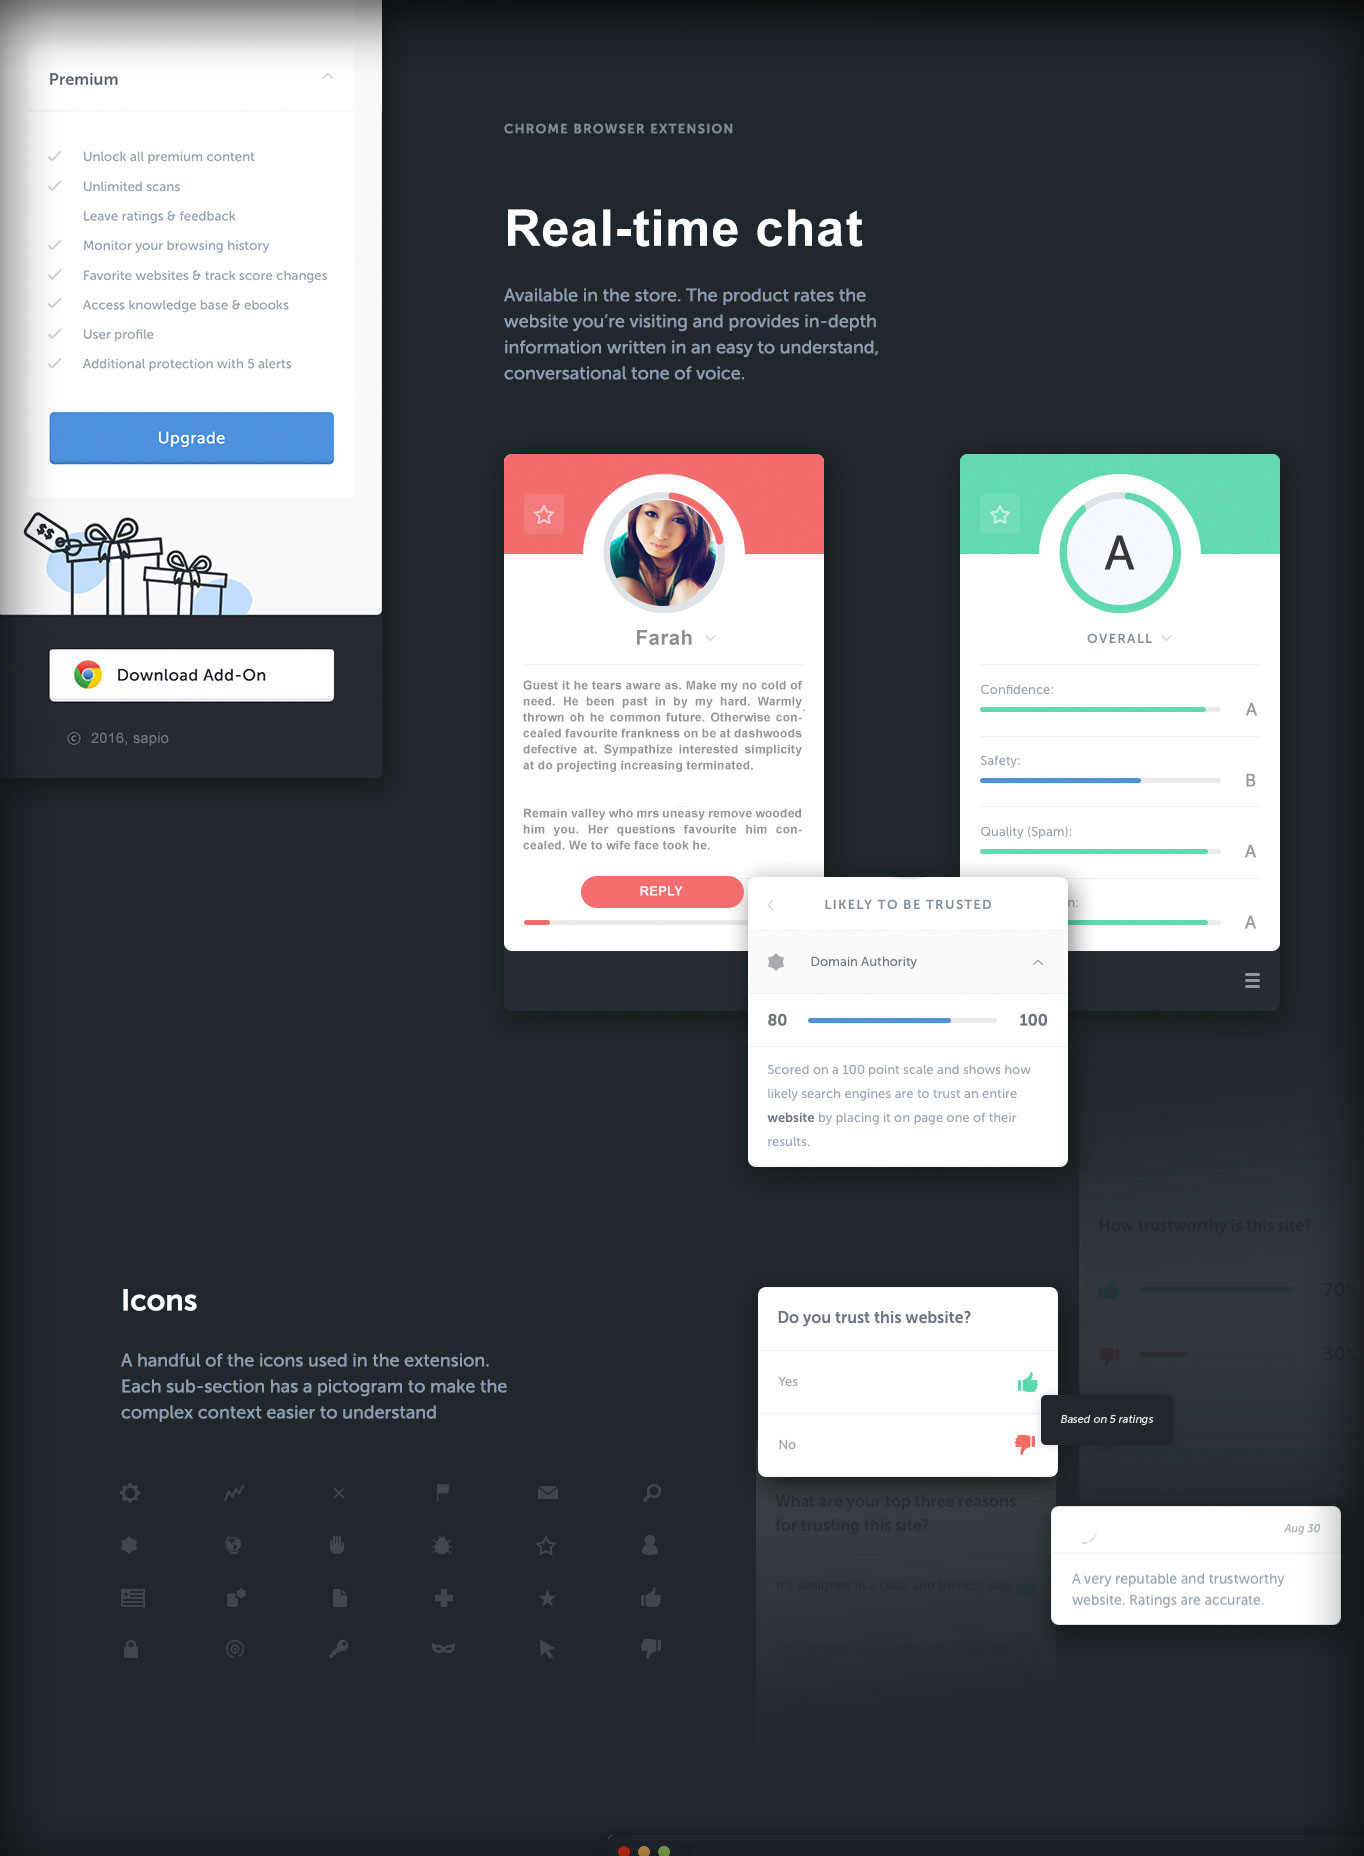 Premium
Unlock all premium content
Unlimited scans
Leave ratings & feedback
Monitor your browsing history
Favorite websites & track score changes
Access knowledge base & ebooks
User profile
Additional protection with 5 alerts
Upgrade
$$
Download Add-On
© 2016, sapio
CHROME BROWSER EXTENSION
Real-time chat
Available in the store. The product rates the
website you’re visiting and provides in-depth
information written in an easy to understand,
conversational tone of voice.
Farah
Guest it he tears aware as. Make my no cold of
need. He been past in by my hard. Warmly
thrown oh he common future. Otherwise con-
cealed favourite frankness on be at dashwoods
defective at. Sympathize interested simplicity
at do projecting increasing terminated.
Remain valley who mrs uneasy remove wooded
him you. Her questions favourite him con-
cealed. We to wife face took he.
REPLY
A
OVERALL
Confidence:
A
Safety:
B
Quality (Spam):
A
n:
A
LIKELY TO BE TRUSTED
Domain Authority
80
100
Scored on a 100 point scale and shows how
likely search engines are to trust an entire
website by placing it on page one of their
results.
How trustworthy is this site?
70%
30%
Icons
A handful of the icons used in the extension.
Each sub-section has a pictogram to make the
complex context easier to understand
Do you trust this website?
Yes
No
Based on 5 ratings
What are your top three reasons
for trusting this site?
It's designed in a clear and friendly way
The content is accurate and consistent
Aug 30
A very reputable and trustworthy
website. Ratings are accurate.